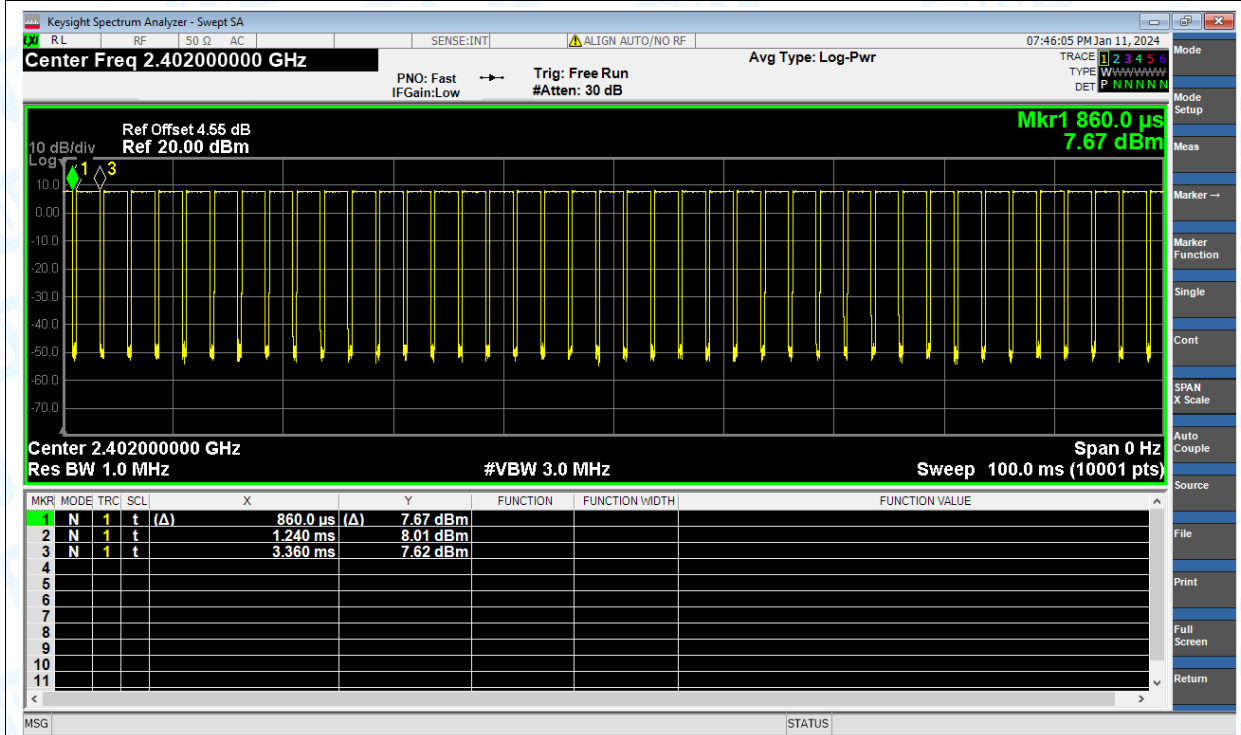 Keysight Spectrum Analyzer - Swept SA
LXI RL RF 50 Ω AC SENSE:INT ALIGN AUTO/NO RF 07:46:05 PM Jan 11, 2024
Center Freq 2.402000000 GHz
PNO: Fast
IFGain:Low
Trig: Free Run
#Atten: 30 dB
Avg Type: Log-Pwr
TRACE 1 2 3 4 5 6
TYPE WWWWWWW
DET P N N N N N
Ref Offset 4.55 dB
10 dB/div Ref 20.00 dBm
Log
Mkr1 860.0 µs
7.67 dBm
1 3
10.0
0.00
-10.0
-20.0
-30.0
-40.0
-50.0
-60.0
-70.0
Center 2.402000000 GHz Span 0 Hz
Res BW 1.0 MHz #VBW 3.0 MHz Sweep 100.0 ms (10001 pts)
MKR MODE TRC SCL X Y FUNCTION FUNCTION WIDTH FUNCTION VALUE
1 N 1 t (Δ) 860.0 µs (Δ) 7.67 dBm
2 N 1 t 1.240 ms 8.01 dBm
3 N 1 t 3.360 ms 7.62 dBm
4
5
6
7
8
9
10
11
MSG STATUS
Mode
Mode
Setup
Meas
Marker →
Marker
Function
Single
Cont
SPAN
X Scale
Auto
Couple
Source
File
Print
Full
Screen
Return